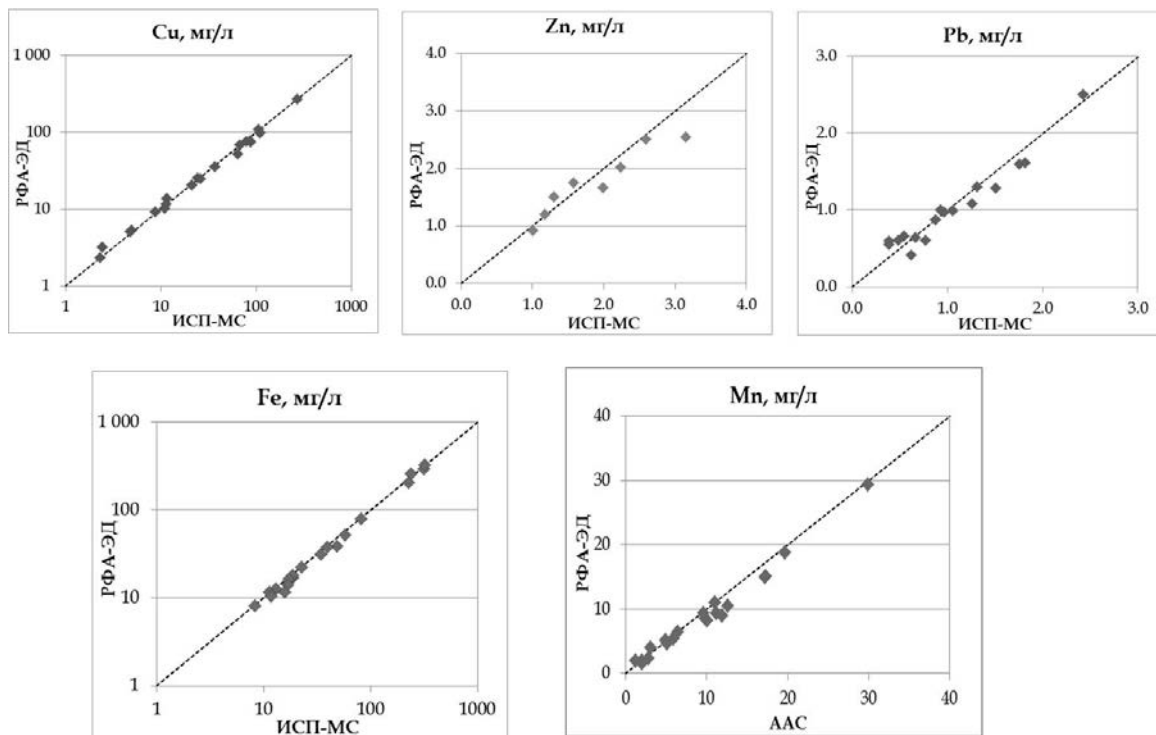 Cu, мг/л
РФА-ЭД
1 000
100
10
1
1 10 100 1000
ИСП-МС
Zn, мг/л
РФА-ЭД
4.0
3.0
2.0
1.0
0.0
0.0 1.0 2.0 3.0 4.0
ИСП-МС
Pb, мг/л
РФА-ЭД
3.0
2.0
1.0
0.0
0.0 1.0 2.0 3.0
ИСП-МС
Fe, мг/л
РФА-ЭД
1 000
100
10
1
1 10 100 1000
ИСП-МС
Mn, мг/л
РФА-ЭД
40
30
20
10
0
0 10 20 30 40
ААС